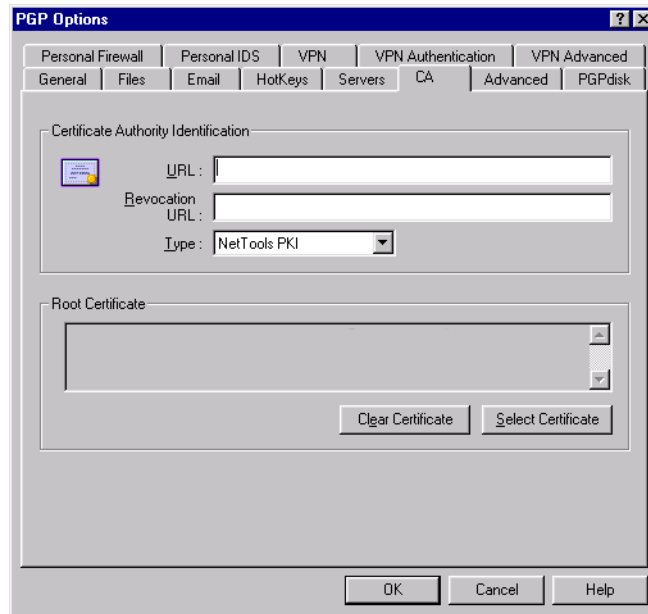 PGP Options
Personal Firewall Personal IDS VPN VPN Authentication VPN Advanced
General Files Email HotKeys Servers CA Advanced PGPdisk
Certificate Authority Identification
URL :
Revocation
URL :
Type : NetTools PKI
Root Certificate
Clear Certificate Select Certificate
OK Cancel Help